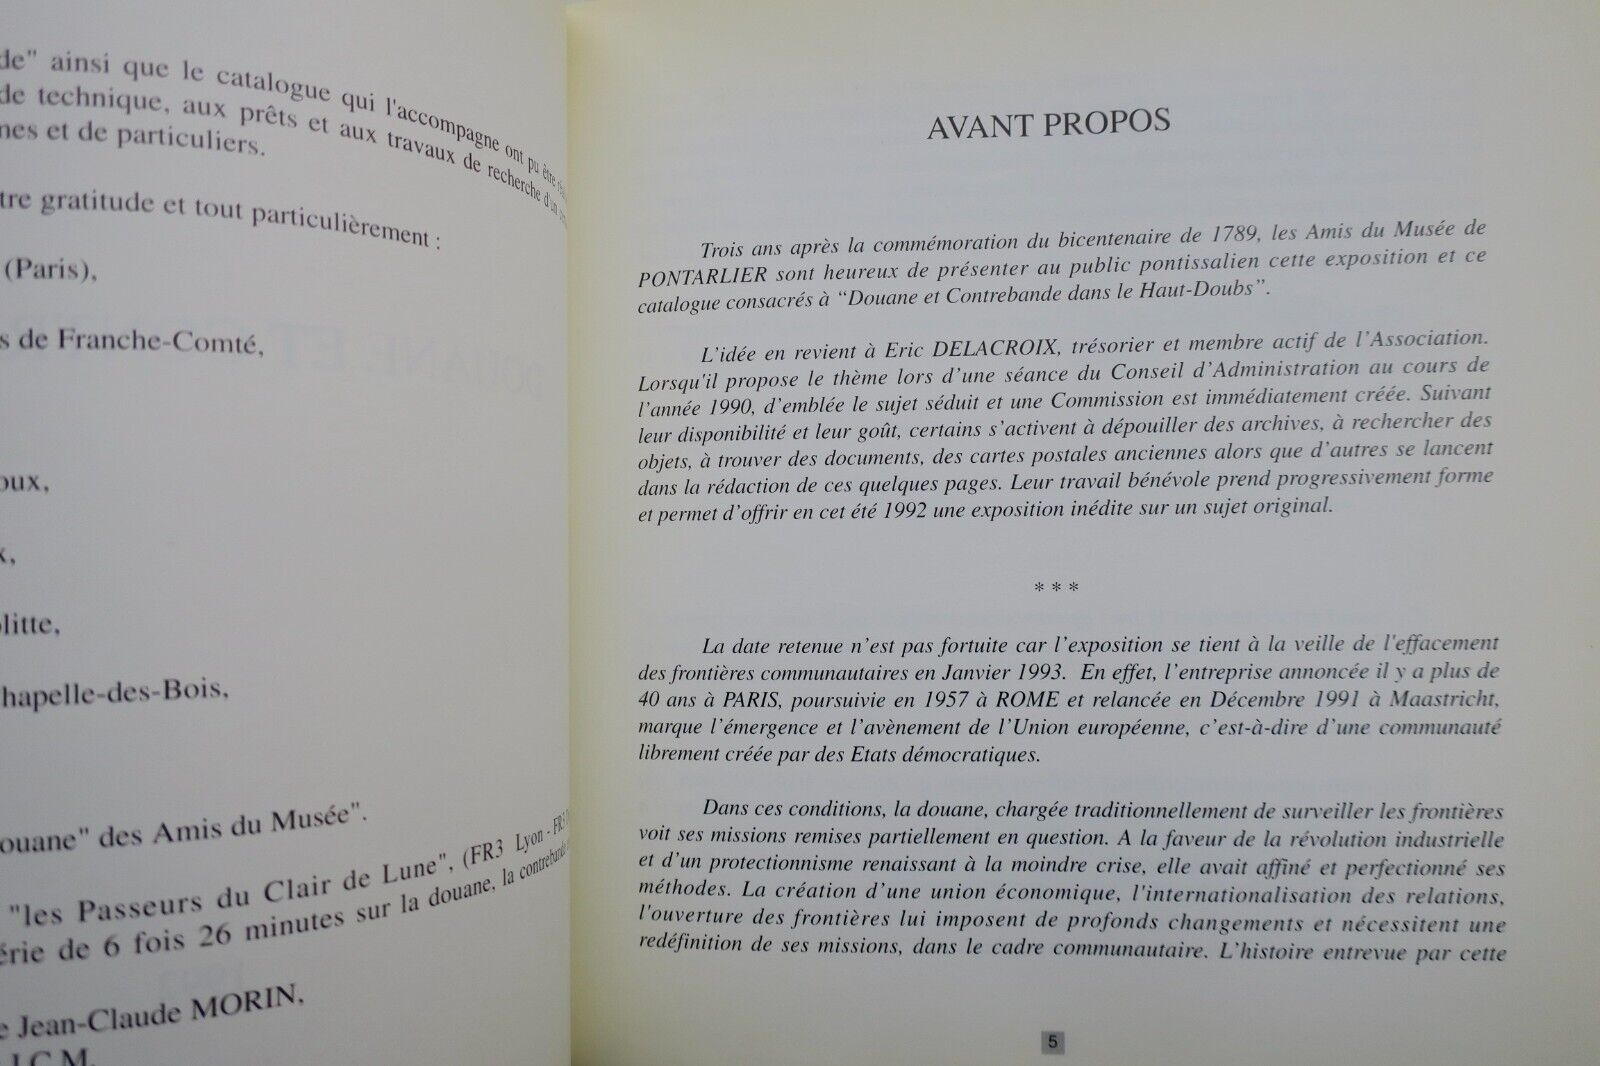 de" ainsi que le catalogue qui l'accompagne ont pu être
de technique, aux prêts et aux travaux de recherche d'un
nes et de particuliers.
tre gratitude et tout particulièrement :
(Paris),
s de Franche-Comté,
oux,
x,
litte,
hapelle-des-Bois,
ouane" des Amis du Musée".
"les Passeurs du Clair de Lune", (FR3 Lyon - FR3
érie de 6 fois 26 minutes sur la douane, la contrebande
e Jean-Claude MORIN,
J.C.M.
AVANT PROPOS
Trois ans après la commémoration du bicentenaire de 1789, les Amis du Musée de
PONTARLIER sont heureux de présenter au public pontissalien cette exposition et ce
catalogue consacrés à “Douane et Contrebande dans le Haut-Doubs”.
L’idée en revient à Eric DELACROIX, trésorier et membre actif de l’Association.
Lorsqu'il propose le thème lors d’une séance du Conseil d’Administration au cours de
l’année 1990, d’emblée le sujet séduit et une Commission est immédiatement créée. Suivant
leur disponibilité et leur goût, certains s’activent à dépouiller des archives, à rechercher des
objets, à trouver des documents, des cartes postales anciennes alors que d’autres se lancent
dans la rédaction de ces quelques pages. Leur travail bénévole prend progressivement forme
et permet d’offrir en cet été 1992 une exposition inédite sur un sujet original.
* * *
La date retenue n’est pas fortuite car l’exposition se tient à la veille de l'effacement
des frontières communautaires en Janvier 1993. En effet, l’entreprise annoncée il y a plus de
40 ans à PARIS, poursuivie en 1957 à ROME et relancée en Décembre 1991 à Maastricht,
marque l’émergence et l’avènement de l’Union européenne, c’est-à-dire d’une communauté
librement créée par des Etats démocratiques.
Dans ces conditions, la douane, chargée traditionnellement de surveiller les frontières
voit ses missions remises partiellement en question. A la faveur de la révolution industrielle
et d’un protectionnisme renaissant à la moindre crise, elle avait affiné et perfectionné ses
méthodes. La création d’une union économique, l'internationalisation des relations,
l'ouverture des frontières lui imposent de profonds changements et nécessitent une
redéfinition de ses missions, dans le cadre communautaire. L’histoire entrevue par cette
5